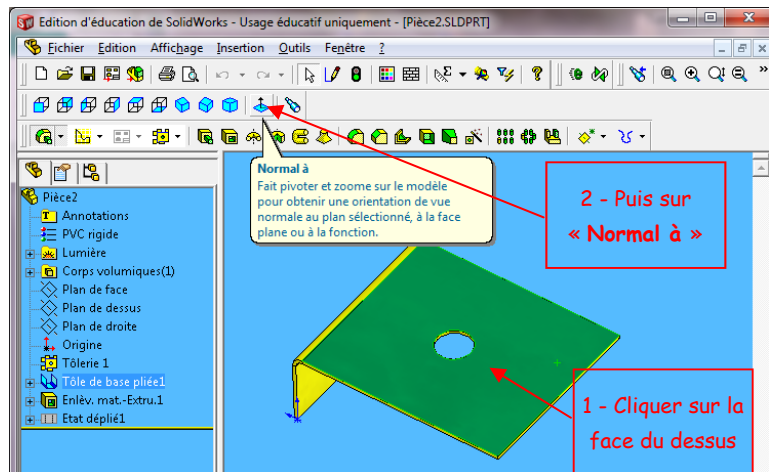 Edition d'éducation de SolidWorks - Usage éducatif uniquement - [Pièce2.SLDPRT]
Fichier Edition Affichage Insertion Outils Fenêtre ?
Normal à
Fait pivoter et zoome sur le modèle
pour obtenir une orientation de vue
normale au plan sélectionné, à la face
plane ou à la fonction.
2 - Puis sur
« Normal à »
Pièce2
Annotations
PVC rigide
Lumière
Corps volumiques(1)
Plan de face
Plan de dessus
Plan de droite
Origine
Tôlerie 1
Tôle de base pliée1
Enlèv. mat.-Extru.1
Etat déplié1
1 - Cliquer sur la
face du dessus